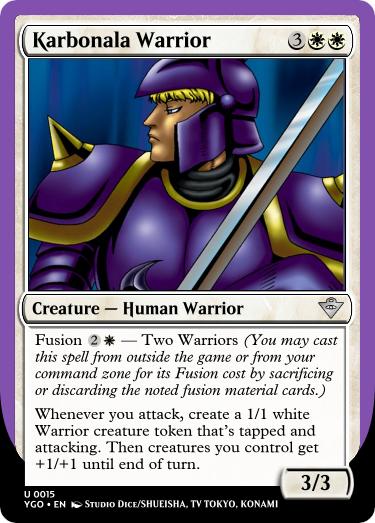 Karbonala Warrior 3
Creature — Human Warrior
Fusion 2 — Two Warriors (You may cast
this spell from outside the game or from your
command zone for its Fusion cost by sacrificing
or discarding the noted fusion material cards.)
Whenever you attack, create a 1/1 white
Warrior creature token that's tapped and
attacking. Then creatures you control get
+1/+1 until end of turn.
3/3
U 0015
YGO • EN Studio Dice/SHUEISHA, TV TOKYO, KONAMI